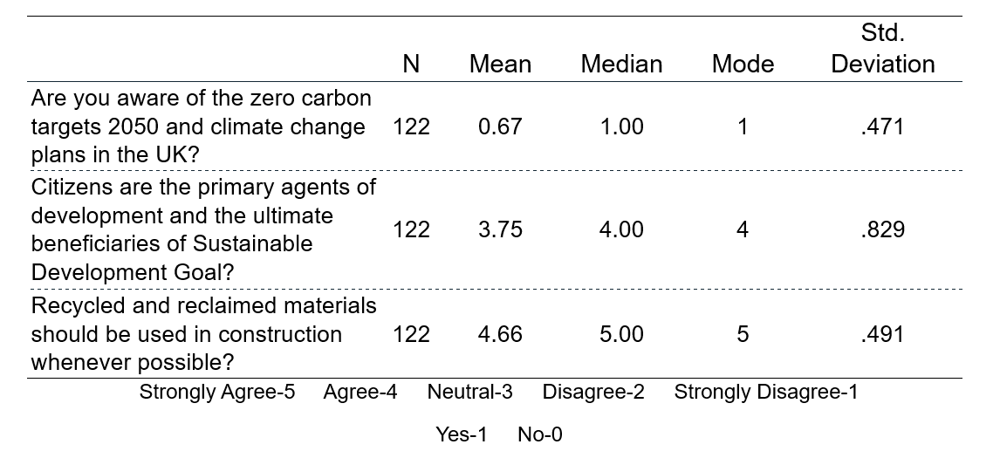 Std.
N Mean Median Mode Deviation
Are you aware of the zero carbon
targets 2050 and climate change 122 0.67 1.00 1 .471
plans in the UK?
Citizens are the primary agents of
development and the ultimate
beneficiaries of Sustainable 122 3.75 4.00 4 .829
Development Goal?
Recycled and reclaimed materials
should be used in construction 122 4.66 5.00 5 .491
whenever possible?
Strongly Agree-5 Agree-4 Neutral-3 Disagree-2 Strongly Disagree-1
Yes-1 No-0